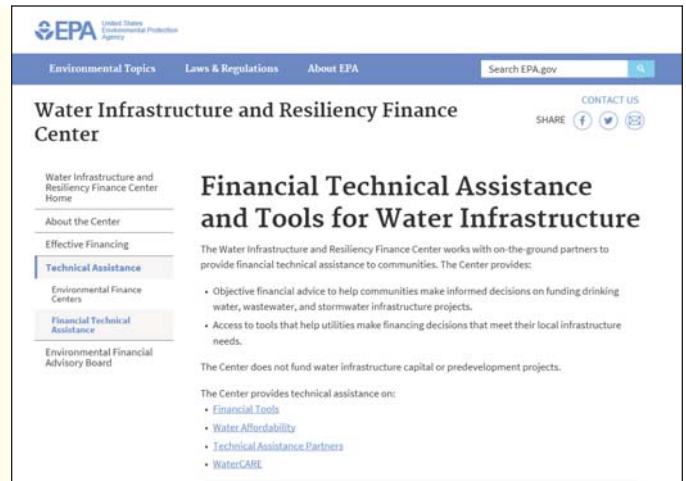 EPA United States
Environmental Protection
Agency
Environmental Topics Laws & Regulations About EPA Search EPA.gov
Water Infrastructure and Resiliency Finance
Center
CONTACT US
SHARE
Water Infrastructure and
Resiliency Finance Center
Home
About the Center
Effective Financing
Technical Assistance
Environmental Finance
Centers
Financial Technical
Assistance
Environmental Financial
Advisory Board
Financial Technical Assistance
and Tools for Water Infrastructure
The Water Infrastructure and Resiliency Finance Center works with on-the-ground partners to
provide financial technical assistance to communities. The Center provides:
• Objective financial advice to help communities make informed decisions on funding drinking
water, wastewater, and stormwater infrastructure projects.
• Access to tools that help utilities make financing decisions that meet their local infrastructure
needs.
The Center does not fund water infrastructure capital or predevelopment projects.
The Center provides technical assistance on:
• Financial Tools
• Water Affordability
• Technical Assistance Partners
• WaterCARE